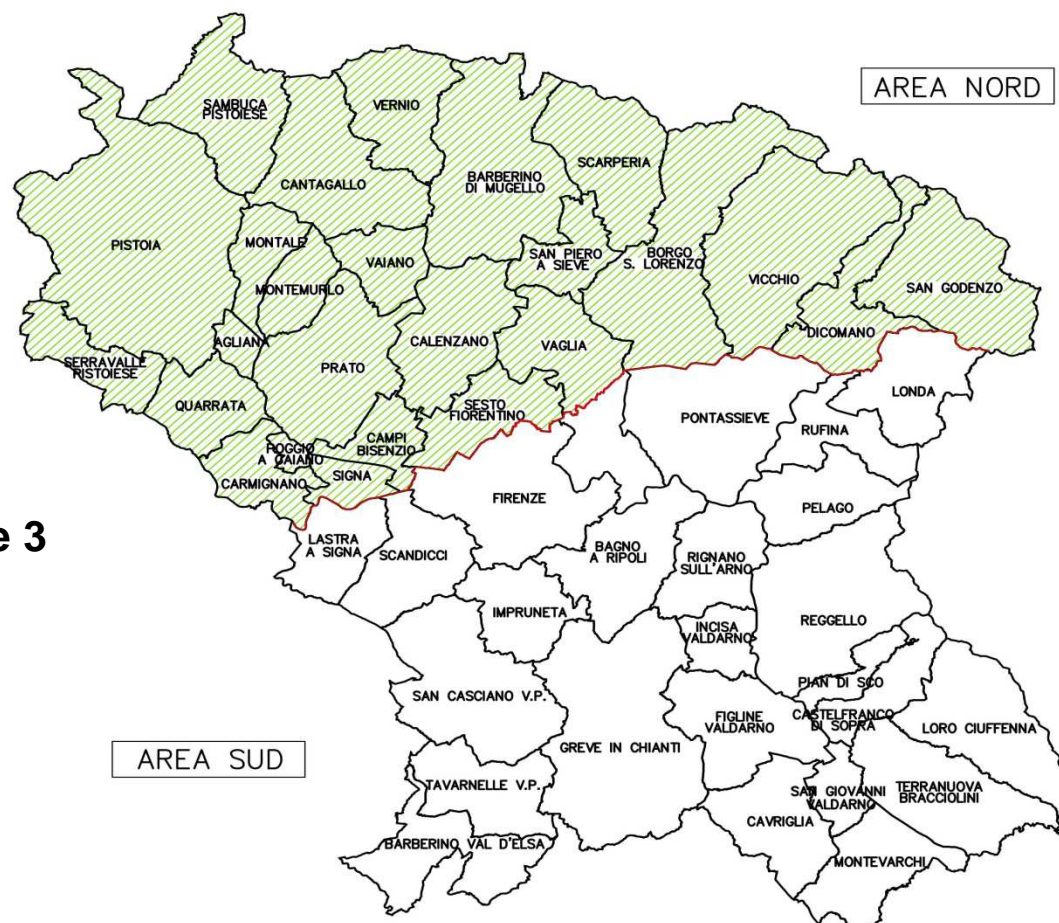 AREA NORD
SAMBUCA
PISTOIESE
VERNIO
SCARPERIA
BARBERINO
DI MUGELLO
CANTAGALLO
PISTOIA
MONTALE
VAIANO
SAN PIERO
A SIEVE
BORGO
S. LORENZO
VICCHIO
SAN GODENZO
MONTEMURLO
DICOMANO
AGLIANA
CALENZANO
VAGLIA
SERRAVALLE
PISTOIESE
PRATO
LONDA
QUARRATA
SESTO
FIORENTINO
PONTASSIEVE
RUFINA
CAMPI
BISENZIO
POGGIO
A CAIANO
SIGNA
CARMIGNANO
FIRENZE
PELAGO
e 3
LASTRA
A SIGNA
SCANDICCI
BAGNO
A RIPOLI
RIGNANO
SULL'ARNO
IMPRUNETA
INCISA
VALDARNO
REGGELLO
SAN CASCIANO V.P.
PIAN DI SCO
FIGLINE
VALDARNO
CASTELFRANCO
DI SOPRA
LORO CIUFFENNA
GREVE IN CHIANTI
AREA SUD
TAVARNELLE V.P.
SAN GIOVANNI
VALDARNO
TERRANUOVA
BRACCIOLINI
CAVRIGLIA
BARBERINO VAL D'ELSA
MONTEVARCHI